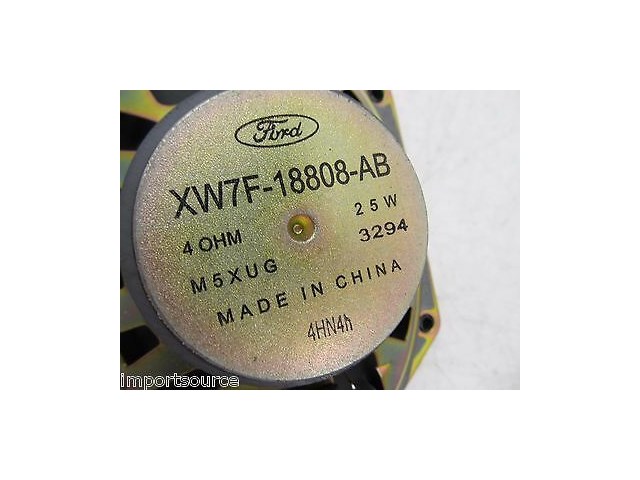 Ford
XW7F-18808-AB
4 OHM 25W
M5XUG 3294
MADE IN CHINA
4HN4h
importsource